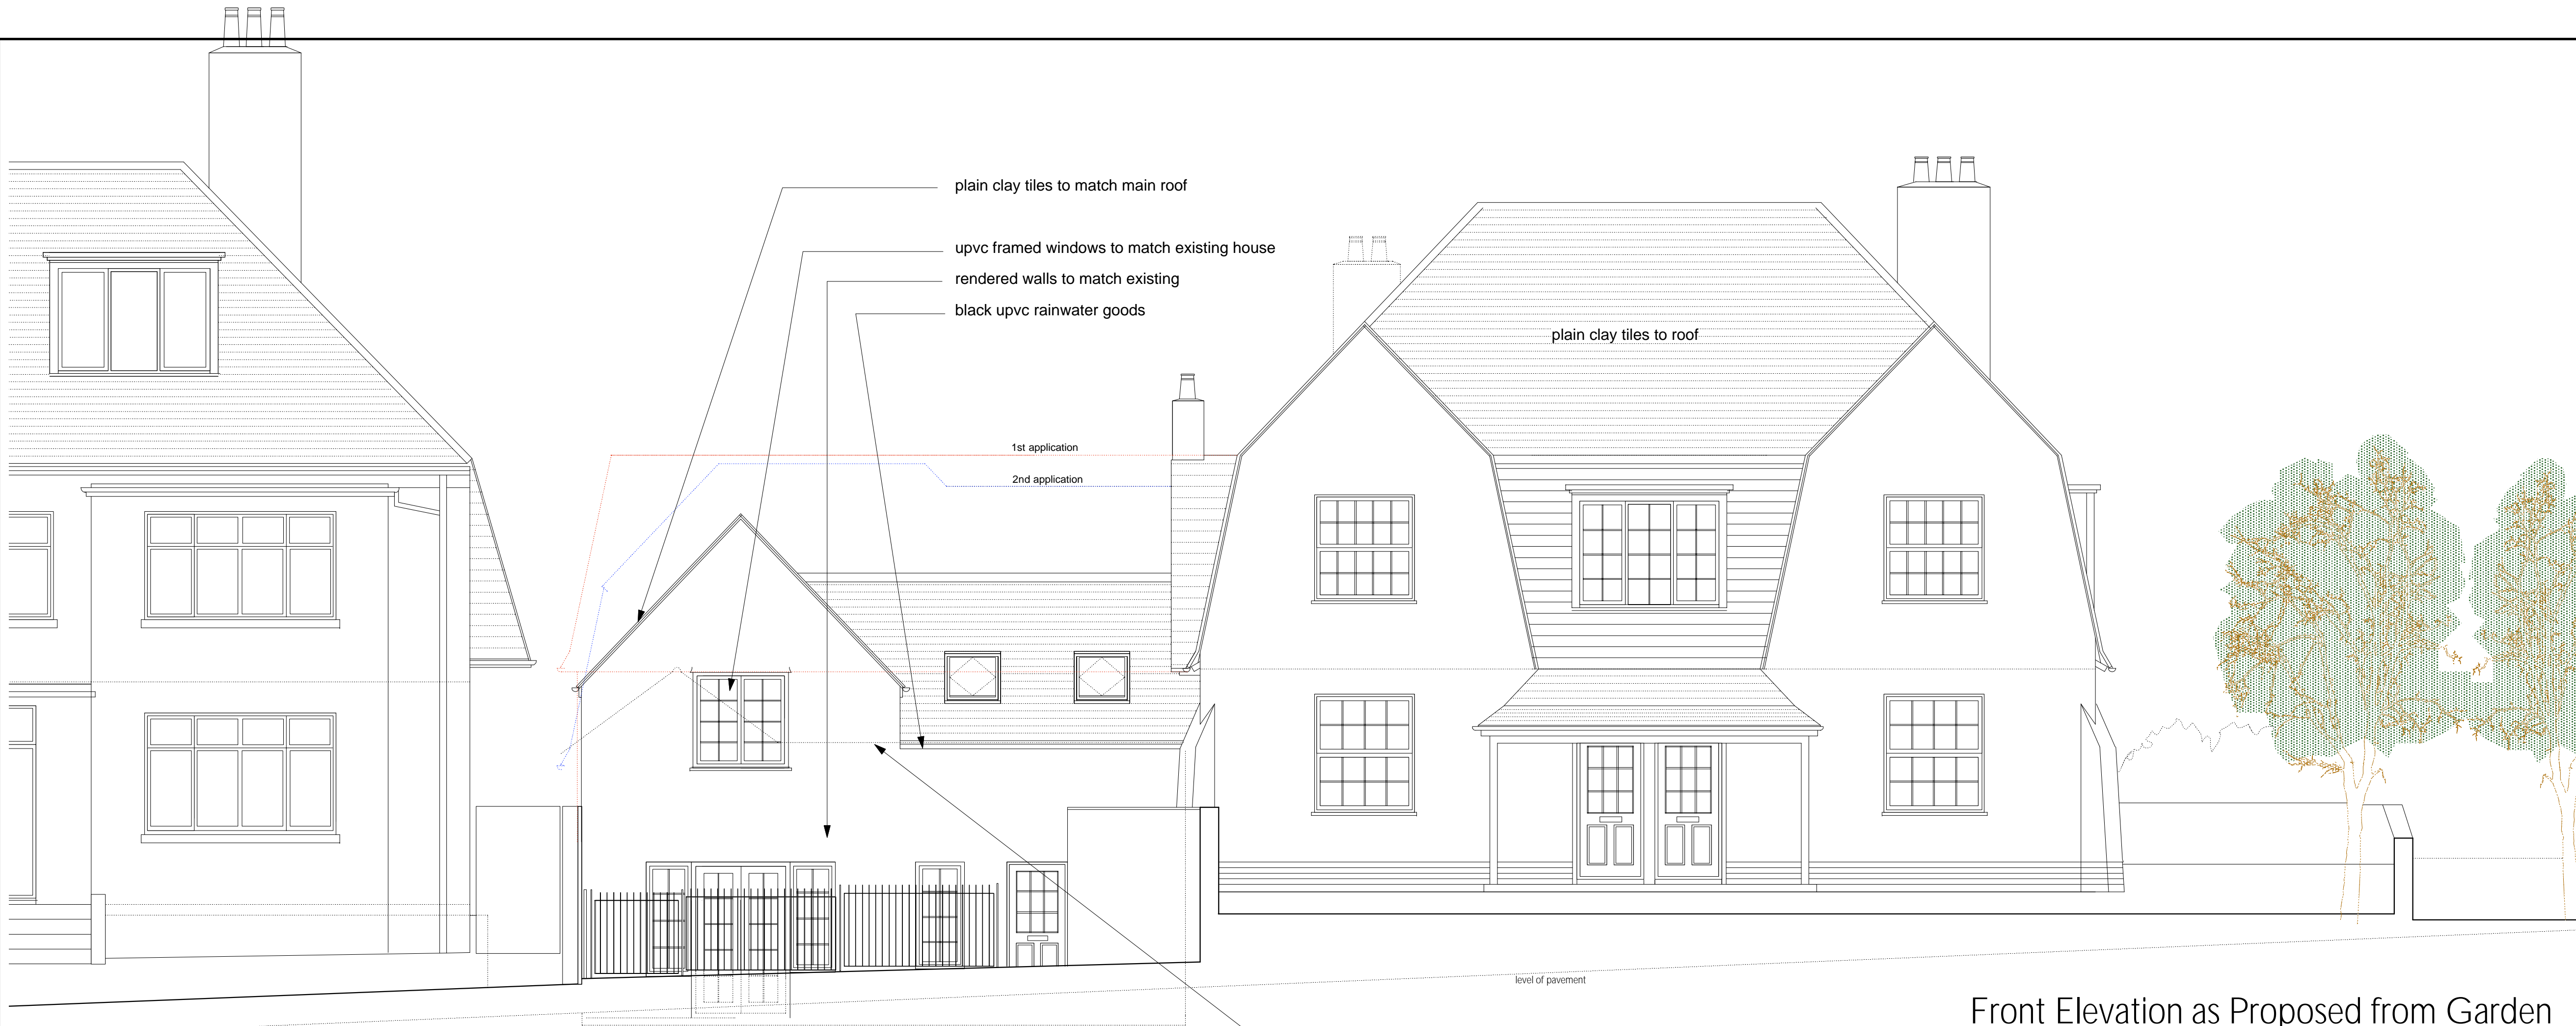 plain clay tiles to match main roof
upvc framed windows to match existing house
rendered walls to match existing
black upvc rainwater goods
plain clay tiles to roof
1st application
2nd application
level of pavement
Front Elevation as Proposed from Garden